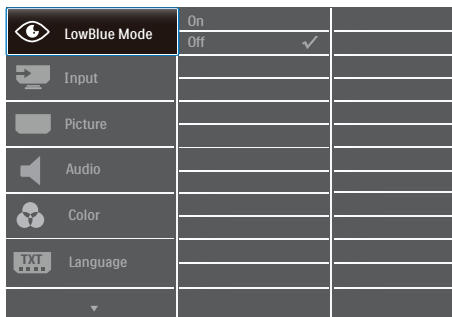 LowBlue Mode
On
Off
Input
Picture
Audio
Color
TXT
Language